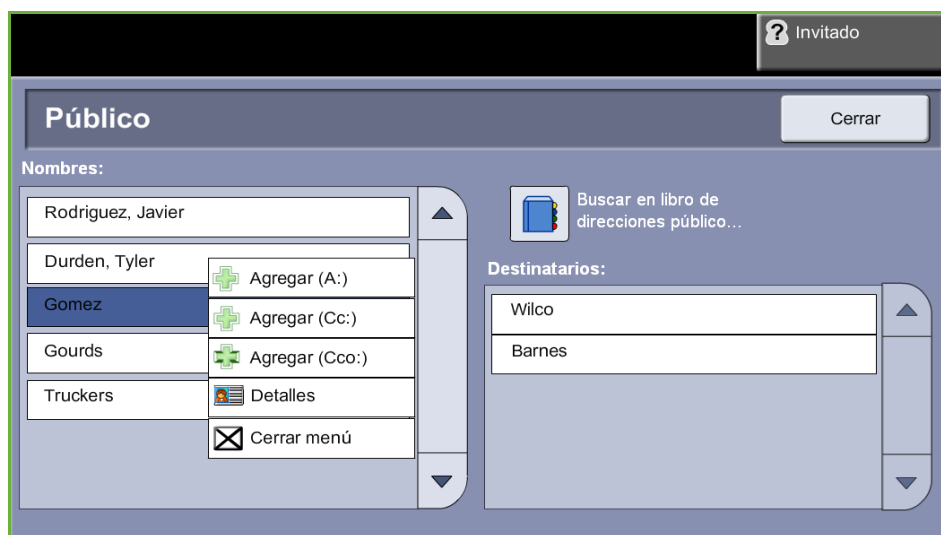 Invitado
Público
Cerrar
Nombres:
Rodriguez, Javier
Durden, Tyler
Gomez
Gourds
Truckers
Agregar (A:)
Agregar (Cc:)
Agregar (Cco:)
Detalles
Cerrar menú
Buscar en libro de
direcciones público...
Destinatarios:
Wilco
Barnes